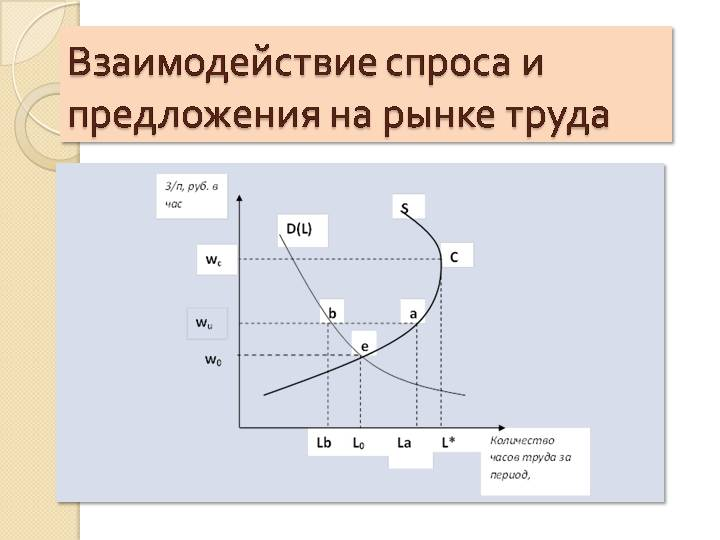 Взаимодействие спроса и
предложения на рынке труда
З/п, руб. в
час
S
D(L)
wc
C
b
a
wu
e
w0
Lb
L0
La
L*
Количество
часов труда за
период,